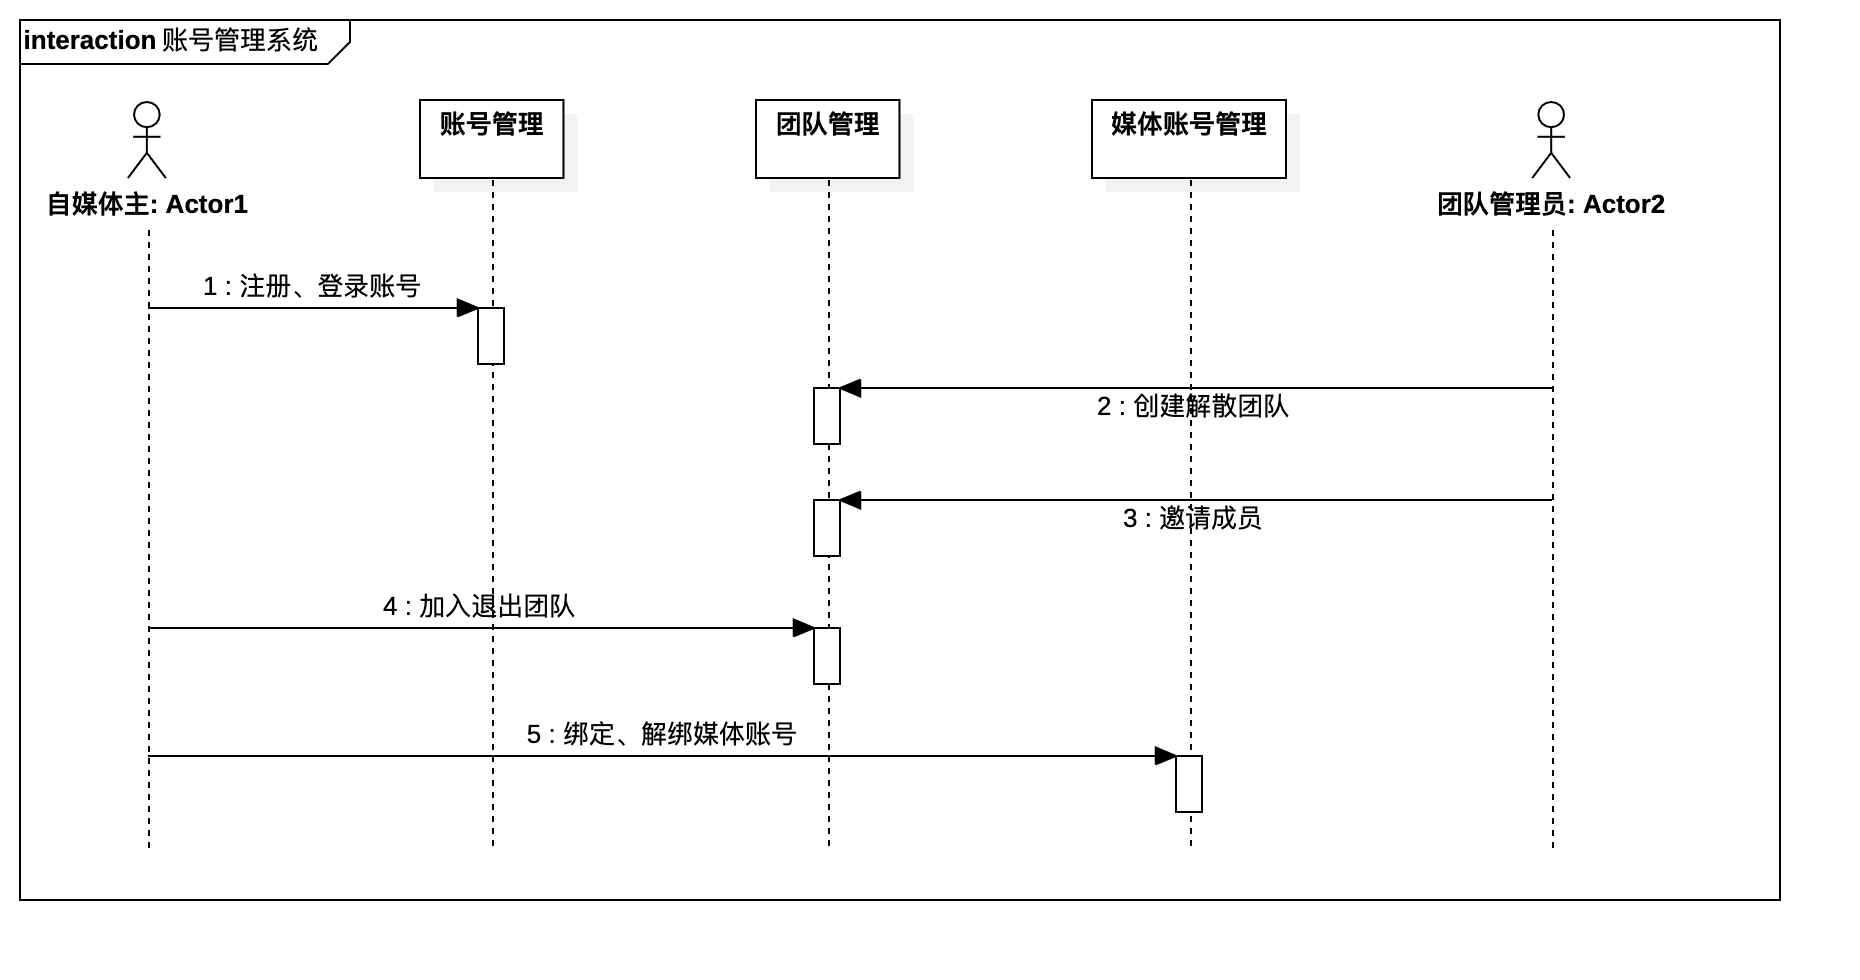 interaction 账号管理系统
账号管理
团队管理
媒体账号管理
自媒体主: Actor1
团队管理员: Actor2
1 : 注册、登录账号
2 : 创建解散团队
3 : 邀请成员
4 : 加入退出团队
5 : 绑定、解绑媒体账号